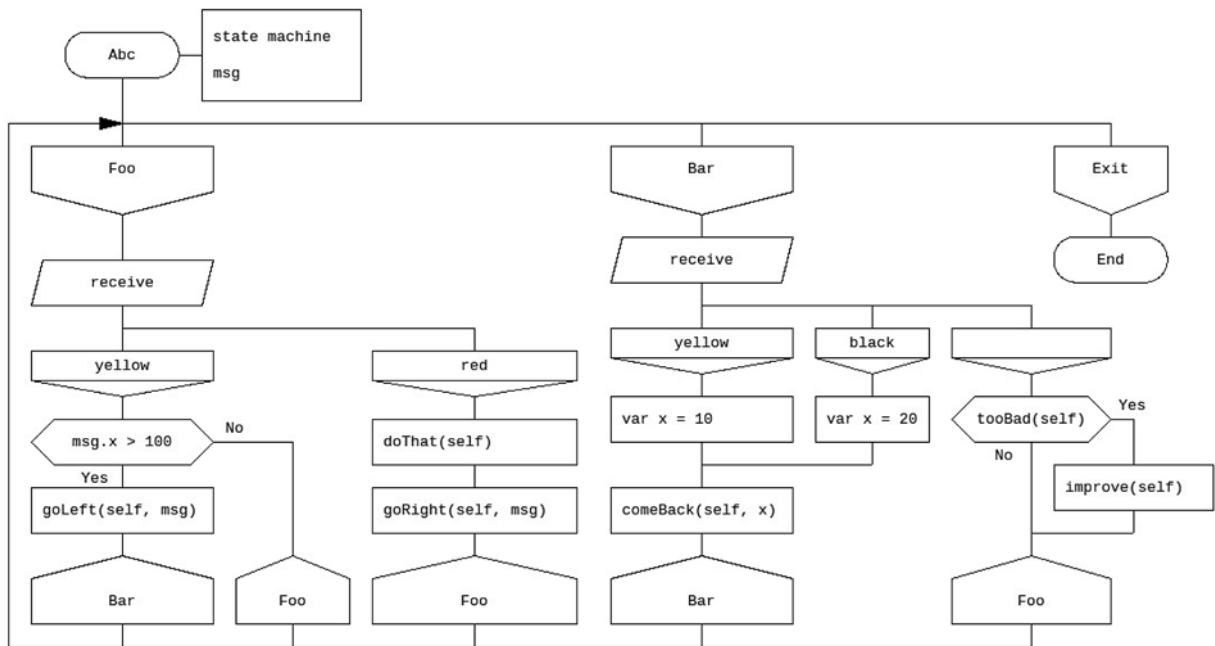 Abc
state machine
msg
Foo
Bar
Exit
receive
receive
End
yellow
red
yellow
black
msg.x > 100
No
Yes
doThat(self)
var x = 10
var x = 20
tooBad(self)
Yes
No
goLeft(self, msg)
goRight(self, msg)
comeBack(self, x)
improve(self)
Bar
Foo
Foo
Bar
Foo